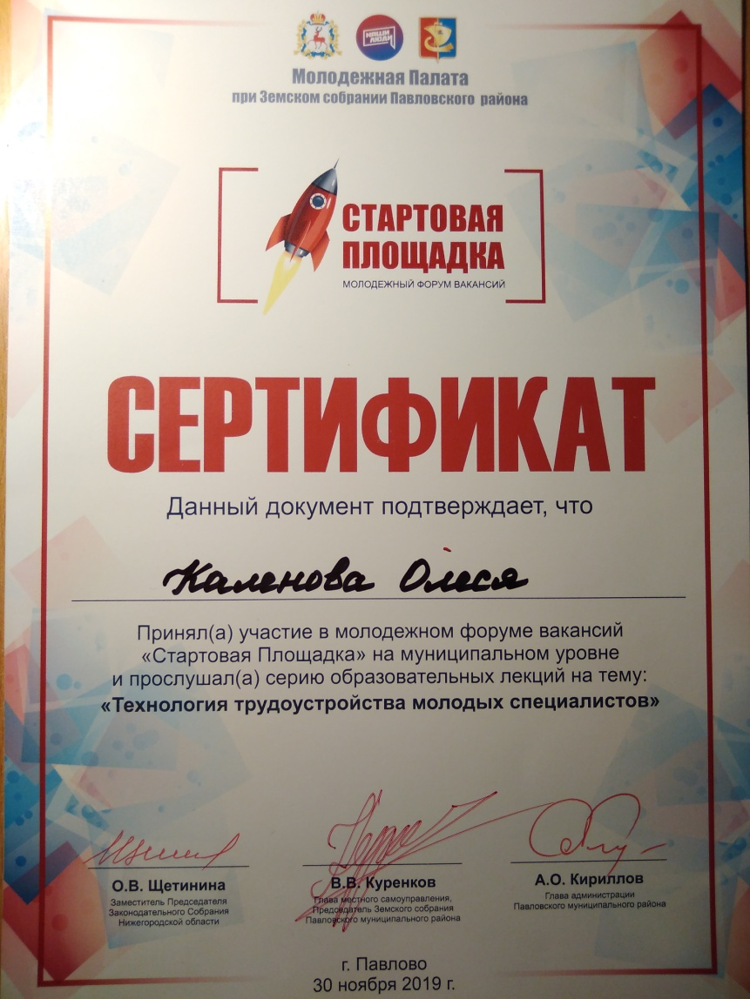 НАШИ
ЛЮДИ
Молодежная Палата
при Земском собрании Павловского района
СТАРТОВАЯ
ПЛОЩАДКА
МОЛОДЕЖНЫЙ ФОРУМ ВАКАНСИЙ
СЕРТИФИКАТ
Данный документ подтверждает, что
Каленова Олеся
Принял(а) участие в молодежном форуме вакансий
«Стартовая Площадка» на муниципальном уровне
и прослушал(а) серию образовательных лекций на тему:
«Технология трудоустройства молодых специалистов»
О.В. Щетинина
Заместитель Председателя
Законодательного Собрания
Нижегородской области
В.В. Куренков
Глава местного самоуправления,
Председатель Земского собрания
Павловского муниципального района
А.О. Кириллов
Глава администрации
Павловского муниципального района
г. Павлово
30 ноября 2019 г.